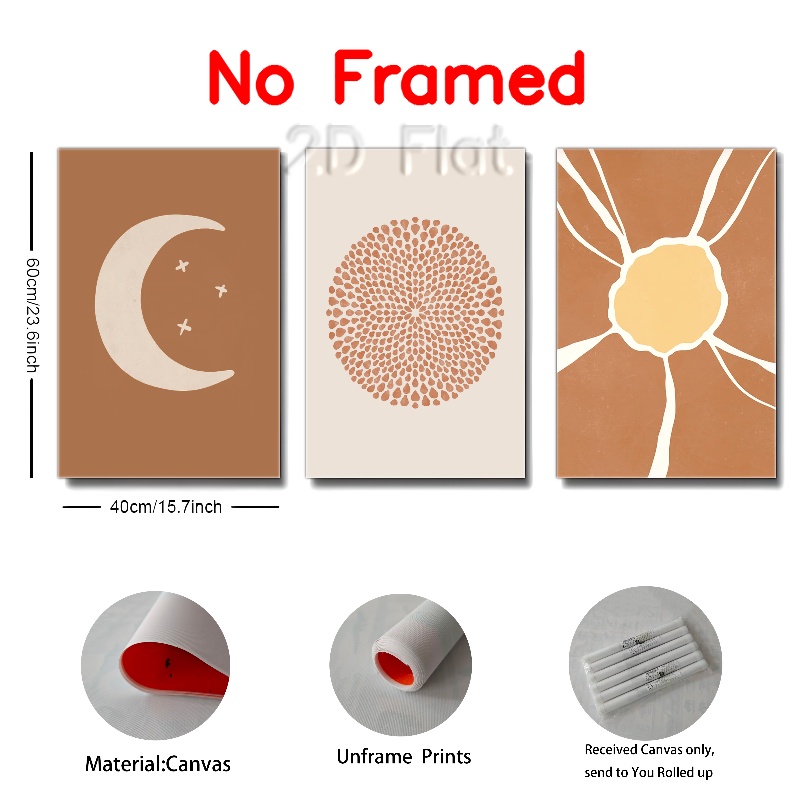 No Framed
2.D Flat.
60cm/23.6inch
40cm/15.7inch
Material:Canvas
Unframe Prints
Received Canvas only,
send to You Rolled up